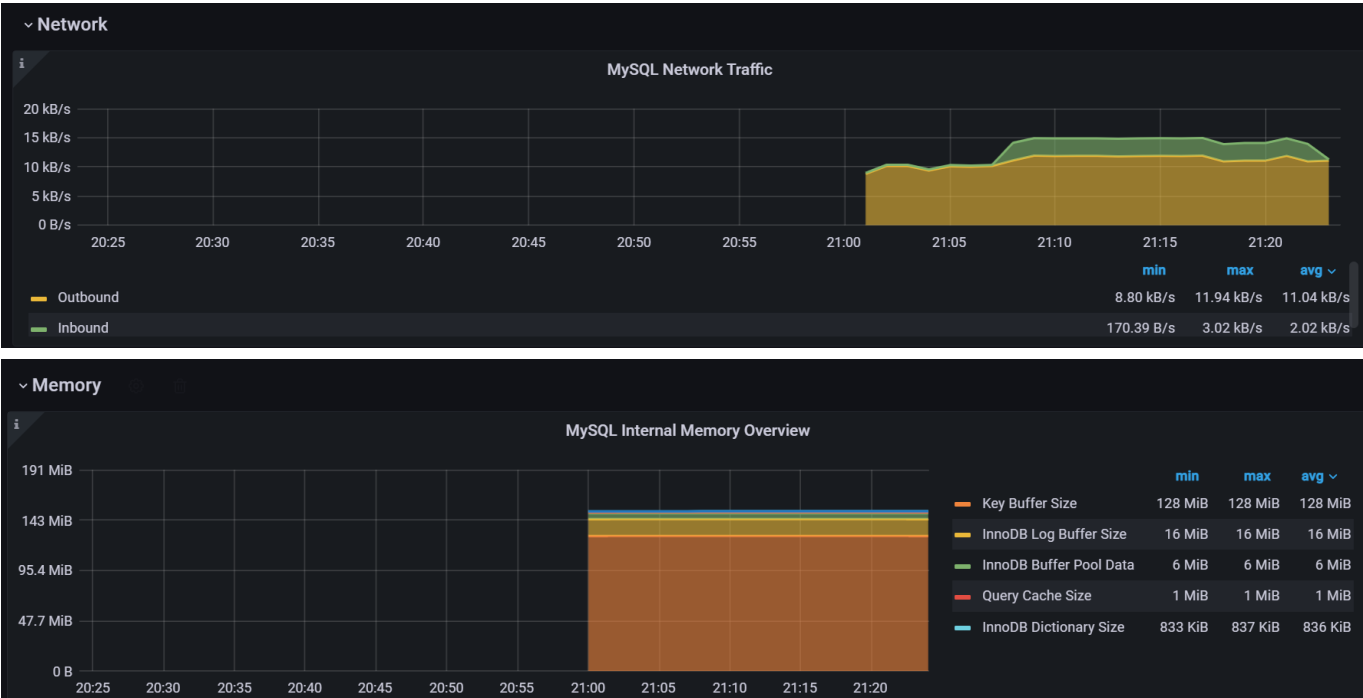 Network
i
MySQL Network Traffic
20 kB/s
15 kB/s
10 kB/s
5 kB/s
0 B/s
20:25 20:30 20:35 20:40 20:45 20:50 20:55 21:00 21:05 21:10 21:15 21:20
min max avg
Outbound 8.80 kB/s 11.94 kB/s 11.04 kB/s
Inbound 170.39 B/s 3.02 kB/s 2.02 kB/s
Memory
i
MySQL Internal Memory Overview
191 MiB
143 MiB
95.4 MiB
47.7 MiB
0 B
20:25 20:30 20:35 20:40 20:45 20:50 20:55 21:00 21:05 21:10 21:15 21:20
min max avg
Key Buffer Size 128 MiB 128 MiB 128 MiB
InnoDB Log Buffer Size 16 MiB 16 MiB 16 MiB
InnoDB Buffer Pool Data 6 MiB 6 MiB 6 MiB
Query Cache Size 1 MiB 1 MiB 1 MiB
InnoDB Dictionary Size 833 KiB 837 KiB 836 KiB